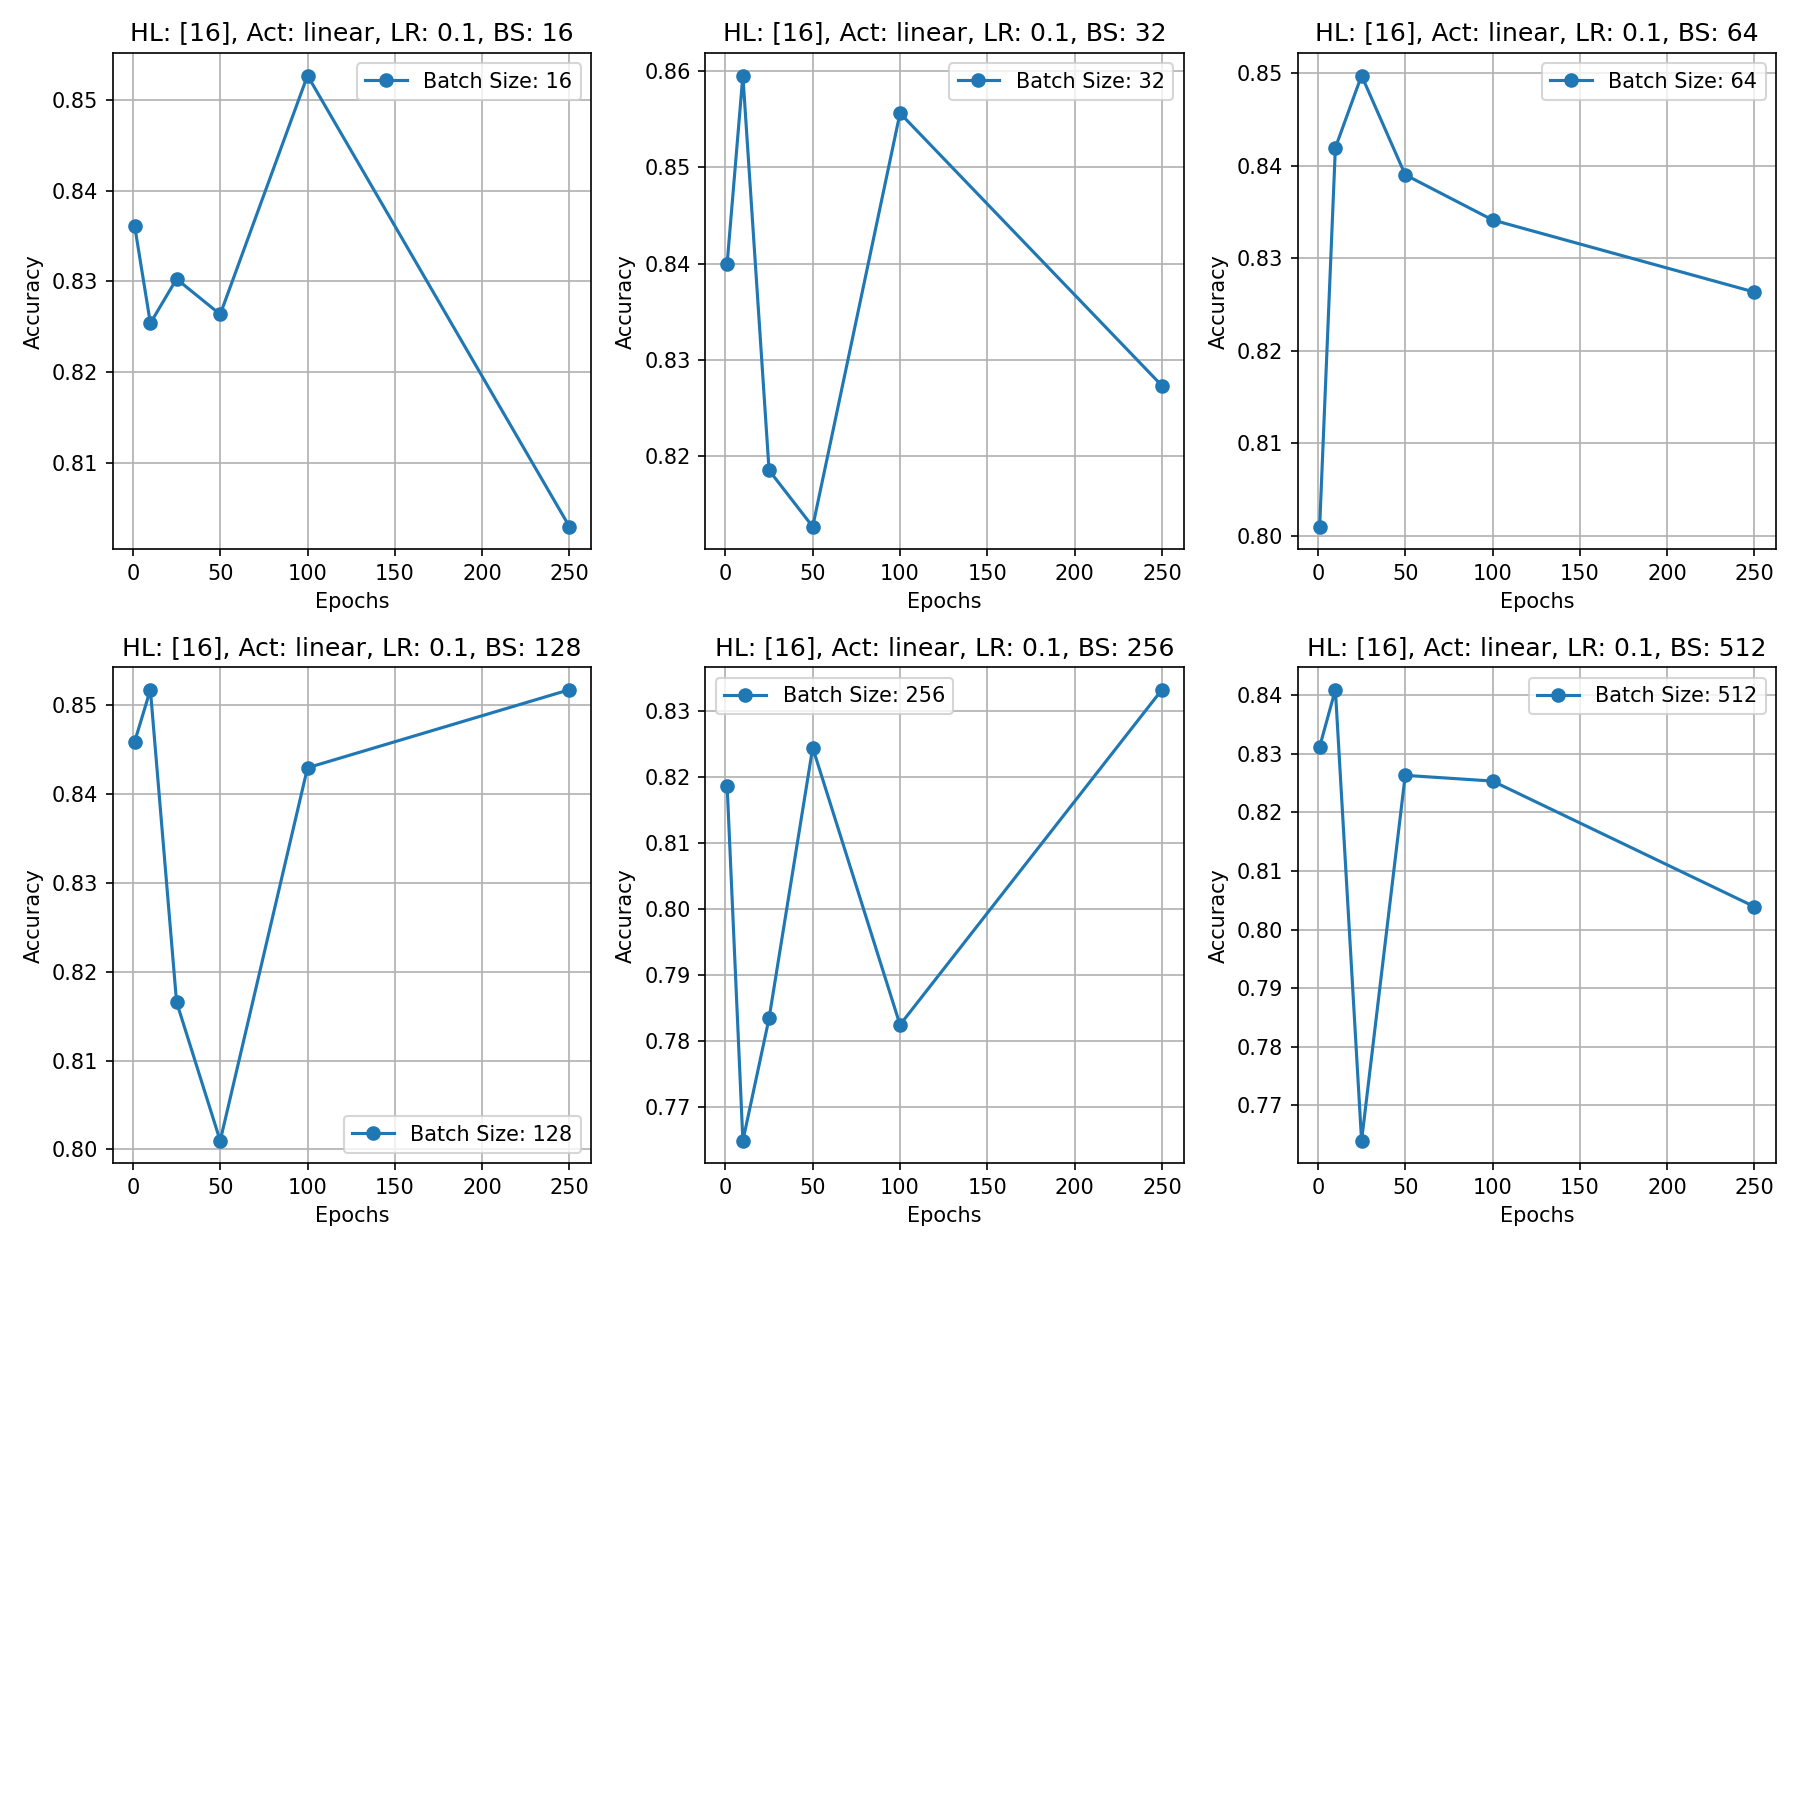 HL: [16], Act: linear, LR: 0.1, BS: 16
Batch Size: 16
0.85
0.84
0.83
0.82
0.81
Accuracy
0 50 100 150 200 250
Epochs
HL: [16], Act: linear, LR: 0.1, BS: 32
Batch Size: 32
0.86
0.85
0.84
0.83
0.82
Accuracy
0 50 100 150 200 250
Epochs
HL: [16], Act: linear, LR: 0.1, BS: 64
Batch Size: 64
0.85
0.84
0.83
0.82
0.81
0.80
Accuracy
0 50 100 150 200 250
Epochs
HL: [16], Act: linear, LR: 0.1, BS: 128
0.85
0.84
0.83
0.82
0.81
0.80
Accuracy
Batch Size: 128
0 50 100 150 200 250
Epochs
HL: [16], Act: linear, LR: 0.1, BS: 256
Batch Size: 256
0.83
0.82
0.81
0.80
0.79
0.78
0.77
Accuracy
0 50 100 150 200 250
Epochs
HL: [16], Act: linear, LR: 0.1, BS: 512
Batch Size: 512
0.84
0.83
0.82
0.81
0.80
0.79
0.78
0.77
Accuracy
0 50 100 150 200 250
Epochs